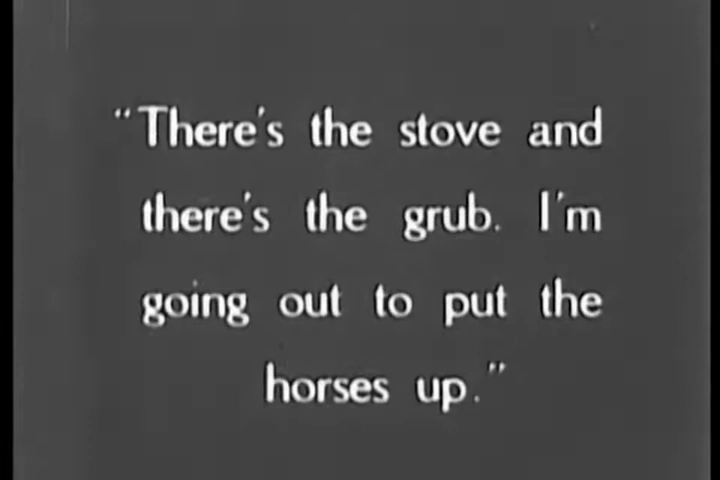 "There's the stove and
there's the grub. I'm
going out to put the
horses up."